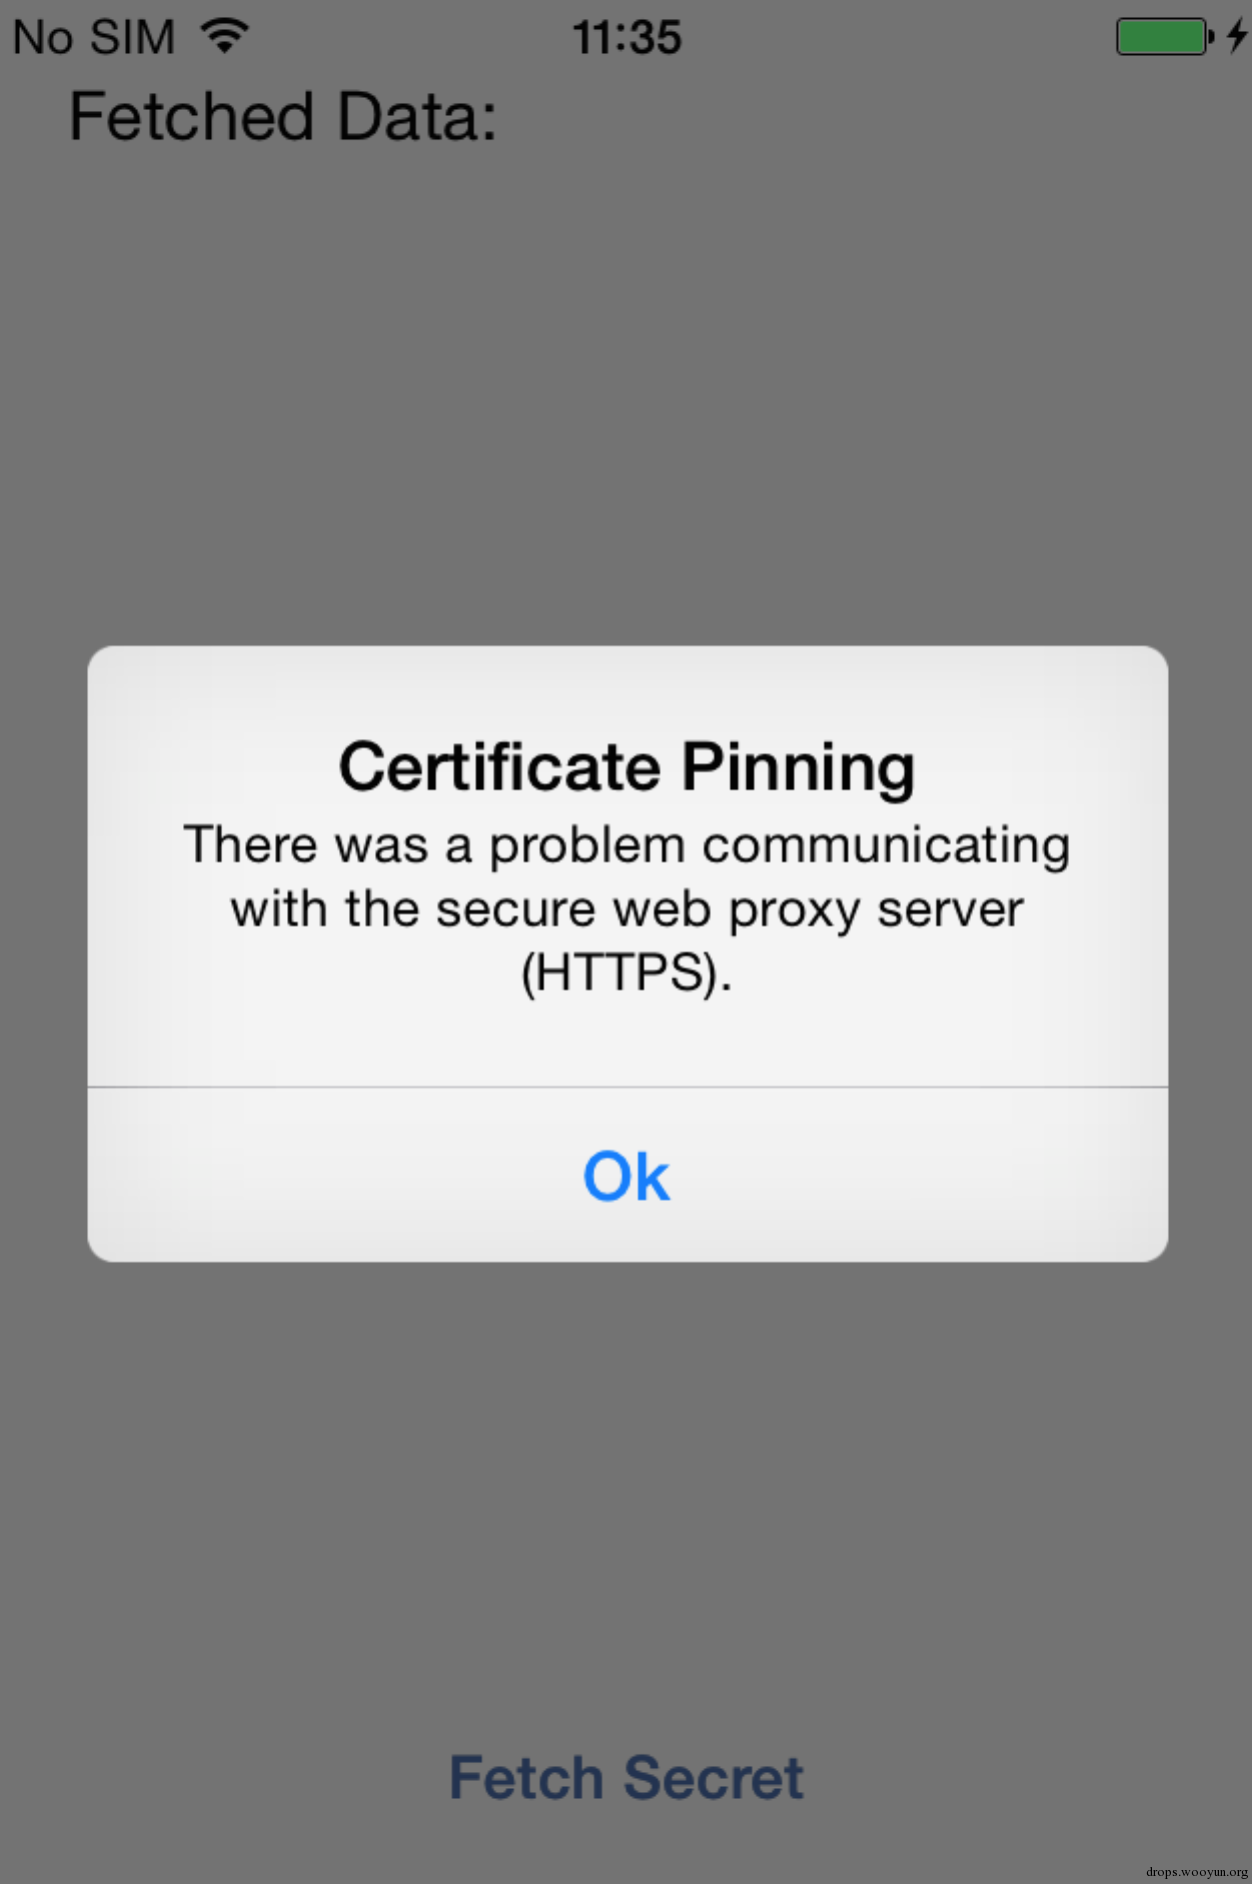 No SIM 11:35
Fetched Data:
Certificate Pinning
There was a problem communicating
with the secure web proxy server
(HTTPS).
Ok
Fetch Secret
drops.wooyun.org